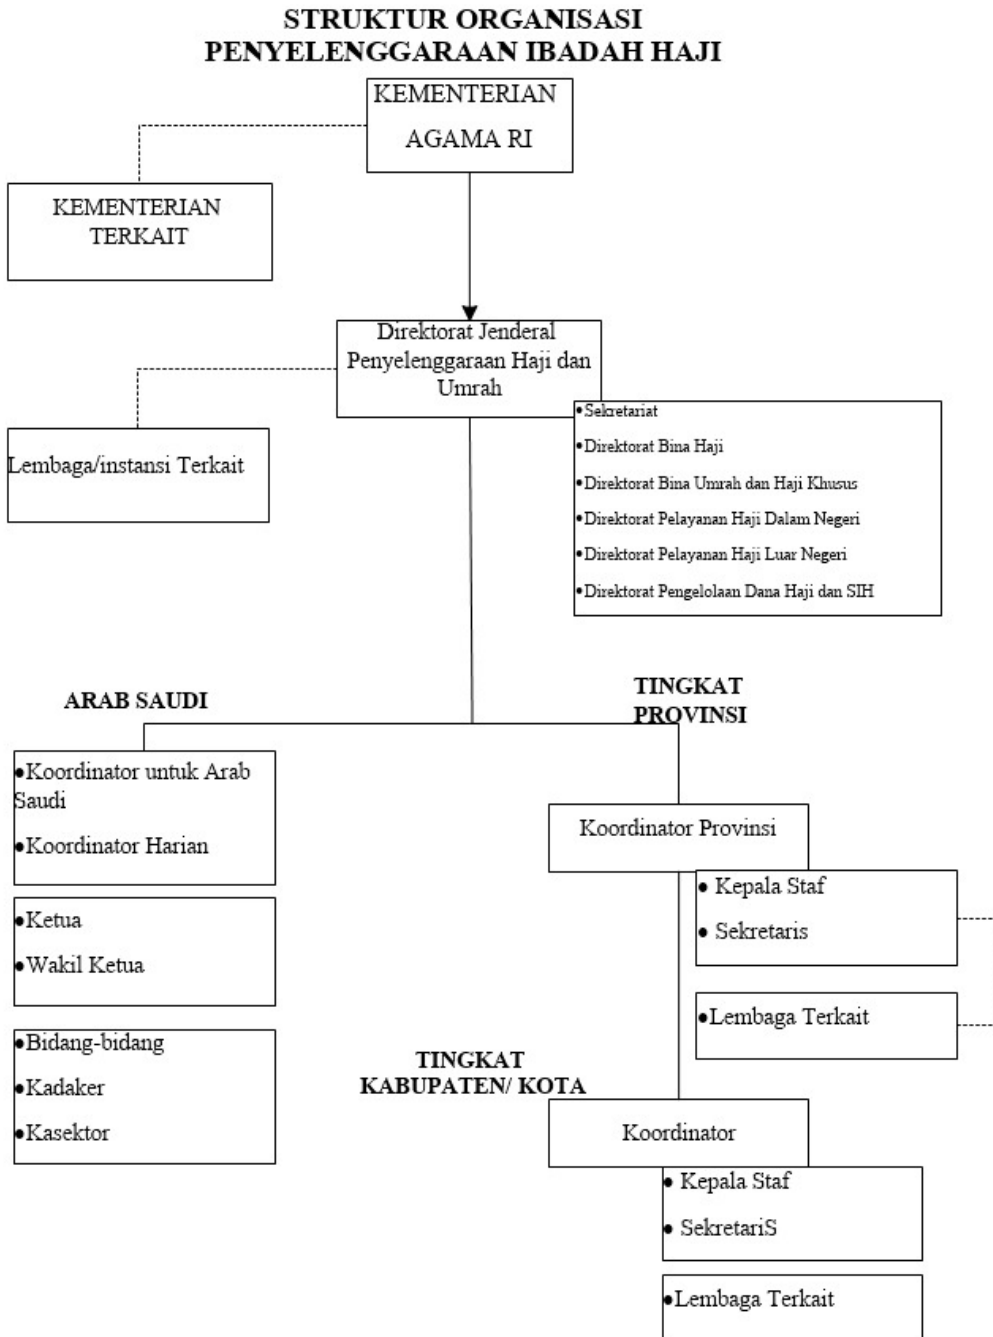 STRUKTUR ORGANISASI
PENYELENGGARAAN IBADAH HAJI
KEMENTERIAN
AGAMA RI
KEMENTERIAN
TERKAIT
Direktorat Jenderal
Penyelenggaraan Haji dan
Umrah
Lembaga/instansi Terkait
•Sekretariat
•Direktorat Bina Haji
•Direktorat Bina Umrah dan Haji Khusus
•Direktorat Pelayanan Haji Dalam Negeri
•Direktorat Pelayanan Haji Luar Negeri
•Direktorat Pengelolaan Dana Haji dan SIH
ARAB SAUDI
•Koordinator untuk Arab
Saudi
•Koordinator Harian
•Ketua
•Wakil Ketua
•Bidang-bidang
•Kadaker
•Kasektor
TINGKAT
PROVINSI
Koordinator Provinsi
• Kepala Staf
• Sekretaris
•Lembaga Terkait
TINGKAT
KABUPATEN/ KOTA
Koordinator
• Kepala Staf
• SekretariS
•Lembaga Terkait